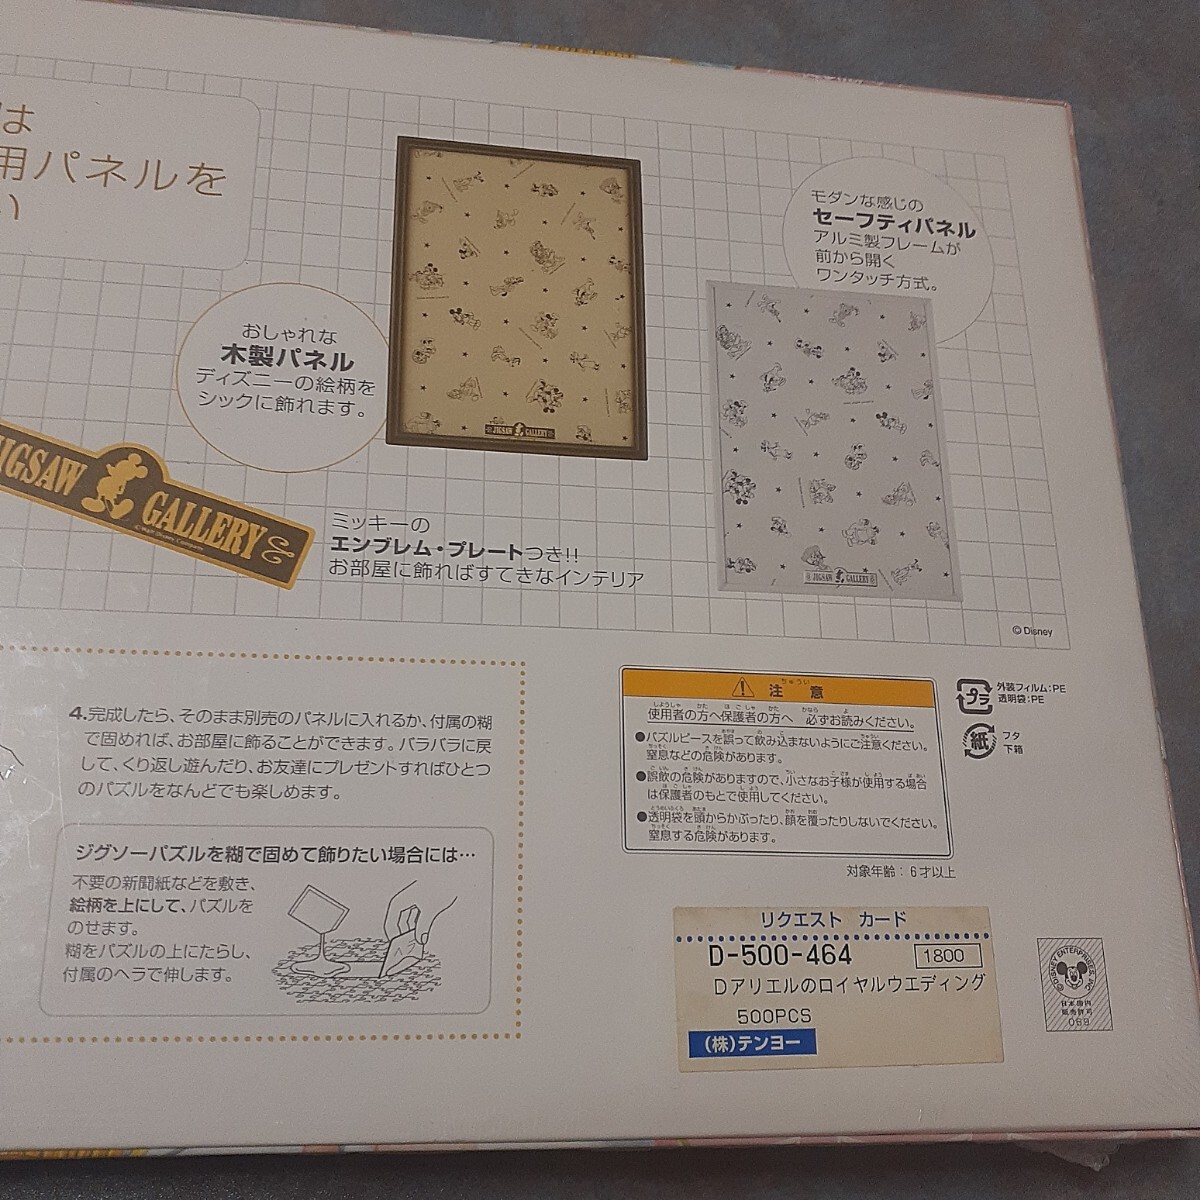 は
用パネルを
い
おしゃれな
木製パネル
ディズニーの絵柄を
シックに飾れます。
JIGSAW GALLERY
モダンな感じの
セーフティパネル
アルミ製フレームが
前から開く
ワンタッチ方式。
JIGSAW GALLERY
JIGSAW GALLERY
© Walt Disney Company
ミッキーの
エンブレム・プレートつき!!
お部屋に飾ればすてきなインテリア
© Disney
4.完成したら、そのまま別売のパネルに入れるか、付属の糊
で固めれば、お部屋に飾ることができます。バラバラに戻
して、くり返し遊んだり、お友達にプレゼントすればひとつ
のパズルをなんどでも楽しめます。
ジグソーパズルを糊で固めて飾りたい場合には…
不要の新聞紙などを敷き、
絵柄を上にして、パズルを
のせます。
糊をパズルの上にたらし、
付属のヘラで伸します。
注意
使用者の方へ保護者の方へ 必ずお読みください。
●パズルピースを誤って飲み込まないようにご注意ください。
窒息などの危険があります。
●誤飲の危険がありますので、小さなお子様が使用する場合
は保護者のもとで使用してください。
●透明袋を頭からかぶったり、顔を覆ったりしないでください。
窒息する危険があります。
対象年齢：6才以上
プラ
外装フィルム:PE
透明袋:PE
紙
フタ
下箱
リクエスト カード
D-500-464 1800
Dアリエルのロイヤルウエディング
500PCS
(株)テンヨー
© DISNEY ENTERPRISES, INC.
日本国内
販売許可
089